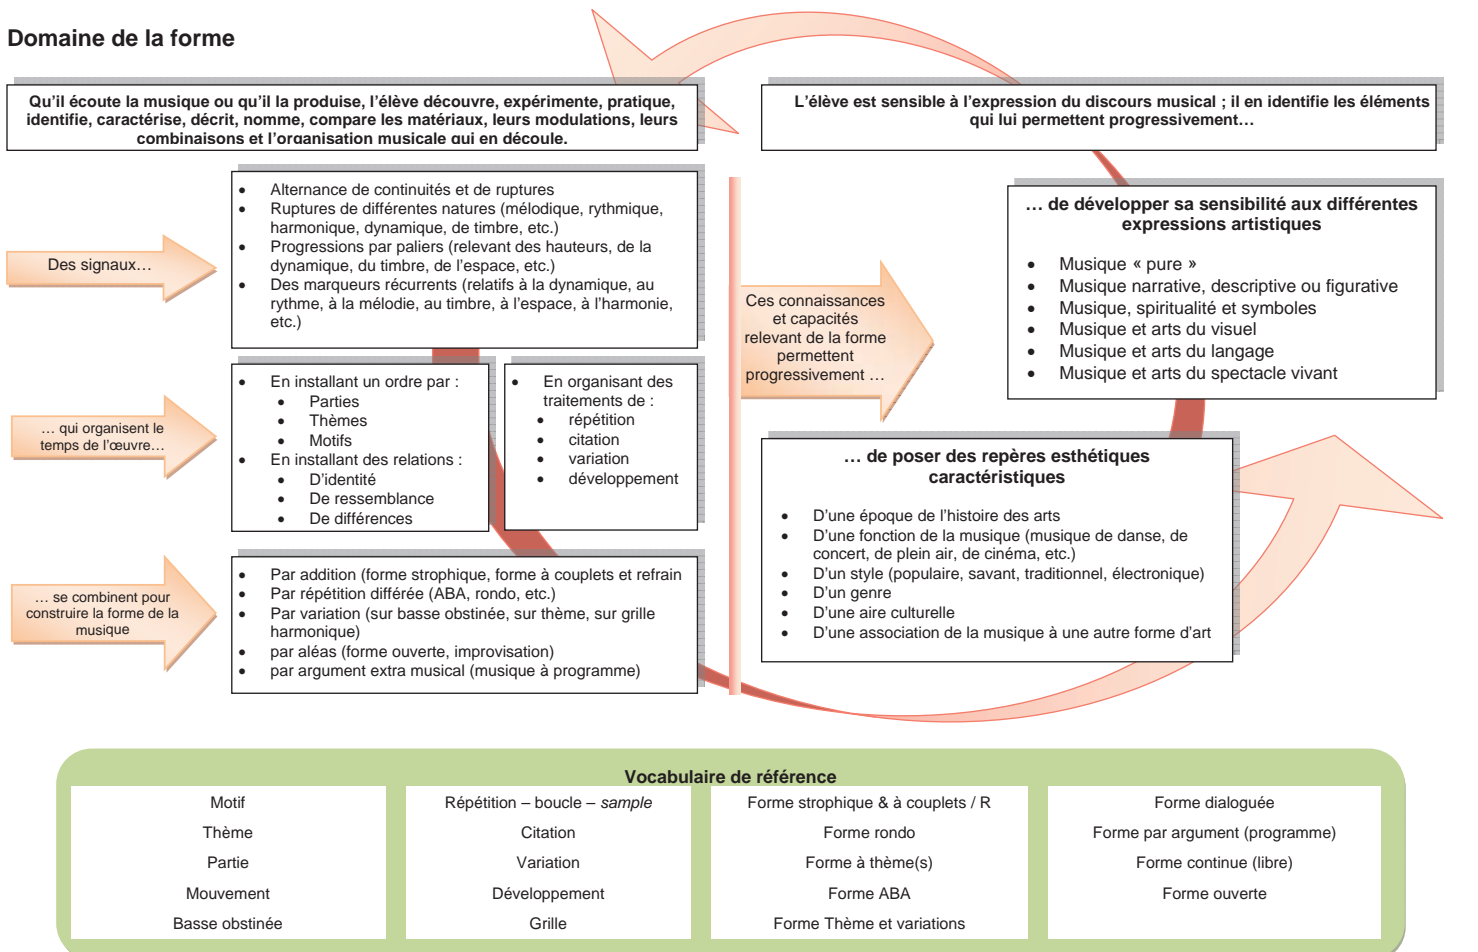 Domaine de la forme
Qu'il écoute la musique ou qu'il la produise, l'élève découvre, expérimente, pratique,
identifie, caractérise, décrit, nomme, compare les matériaux, leurs modulations, leurs
combinaisons et l'organisation musicale qui en découle.
L'élève est sensible à l'expression du discours musical ; il en identifie les éléments
qui lui permettent progressivement…
Des signaux…
• Alternance de continuités et de ruptures
• Ruptures de différentes natures (mélodique, rythmique,
harmonique, dynamique, de timbre, etc.)
• Progressions par paliers (relevant des hauteurs, de la
dynamique, du timbre, de l'espace, etc.)
• Des marqueurs récurrents (relatifs à la dynamique, au
rythme, à la mélodie, au timbre, à l'espace, à l'harmonie,
etc.)
… qui organisent le
temps de l'œuvre…
• En installant un ordre par :
• Parties
• Thèmes
• Motifs
• En installant des relations :
• D'identité
• De ressemblance
• De différences
• En organisant des
traitements de :
• répétition
• citation
• variation
• développement
… se combinent pour
construire la forme de la
musique
• Par addition (forme strophique, forme à couplets et refrain
• Par répétition différée (ABA, rondo, etc.)
• Par variation (sur basse obstinée, sur thème, sur grille
harmonique)
• par aléas (forme ouverte, improvisation)
• par argument extra musical (musique à programme)
Ces connaissances
et capacités
relevant de la forme
permettent
progressivement …
… de développer sa sensibilité aux différentes
expressions artistiques
• Musique « pure »
• Musique narrative, descriptive ou figurative
• Musique, spiritualité et symboles
• Musique et arts du visuel
• Musique et arts du langage
• Musique et arts du spectacle vivant
… de poser des repères esthétiques
caractéristiques
• D'une époque de l'histoire des arts
• D'une fonction de la musique (musique de danse, de
concert, de plein air, de cinéma, etc.)
• D'un style (populaire, savant, traditionnel, électronique)
• D'un genre
• D'une aire culturelle
• D'une association de la musique à une autre forme d'art
Vocabulaire de référence
Motif
Thème
Partie
Mouvement
Basse obstinée
Répétition – boucle – sample
Citation
Variation
Développement
Grille
Forme strophique & à couplets / R
Forme rondo
Forme à thème(s)
Forme ABA
Forme Thème et variations
Forme dialoguée
Forme par argument (programme)
Forme continue (libre)
Forme ouverte